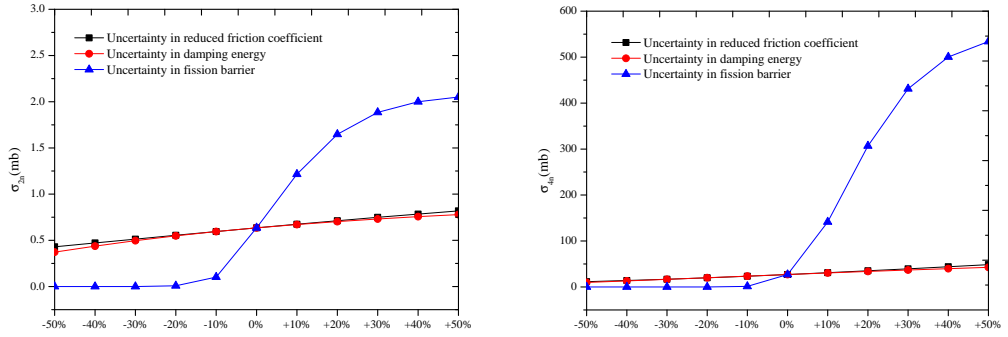 3.0
2.5
2.0
1.5
1.0
0.5
0.0
σ2n(mb)
Uncertainty in reduced friction coefficient
Uncertainty in damping energy
Uncertainty in fission barrier
-50% -40% -30% -20% -10% 0% +10% +20% +30% +40% +50%
600
500
400
300
200
100
50
0
σ4n(mb)
Uncertainty in reduced friction coefficient
Uncertainty in damping energy
Uncertainty in fission barrier
-50% -40% -30% -20% -10% 0% +10% +20% +30% +40% +50%